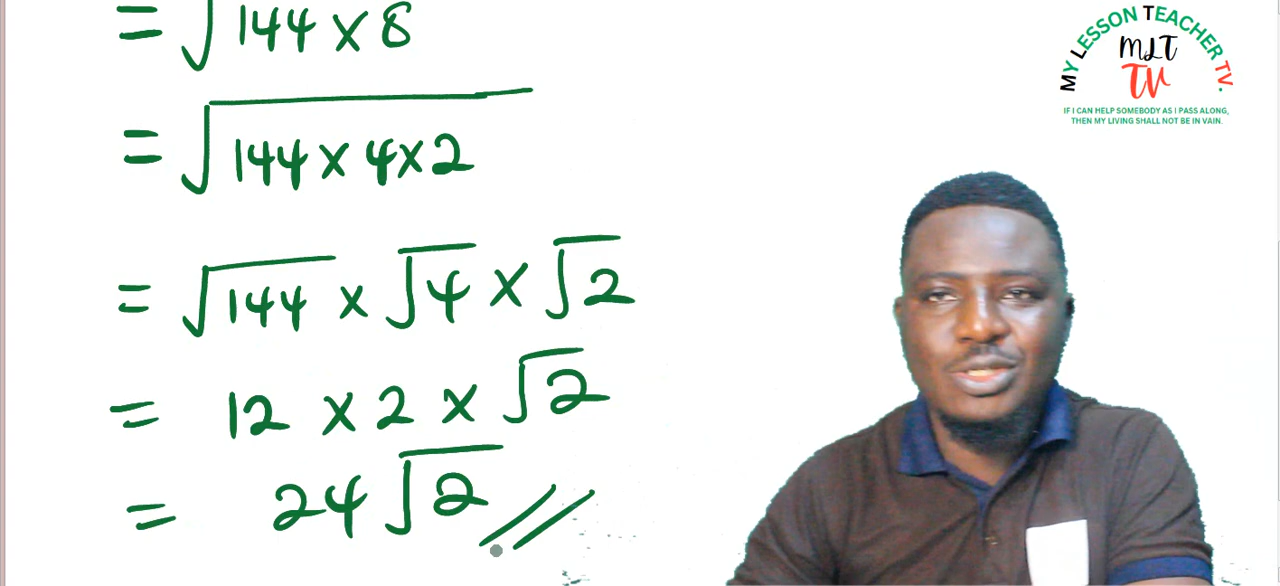 = √144 × 8
= √144 × 4 × 2
= √144 × √4 × √2
= 12 × 2 × √2
= 24√2 //
MY LESSON TEACHER TV.
MLT
TV
IF I CAN HELP SOMEBODY AS I PASS ALONG,
THEN MY LIVING SHALL NOT BE IN VAIN.